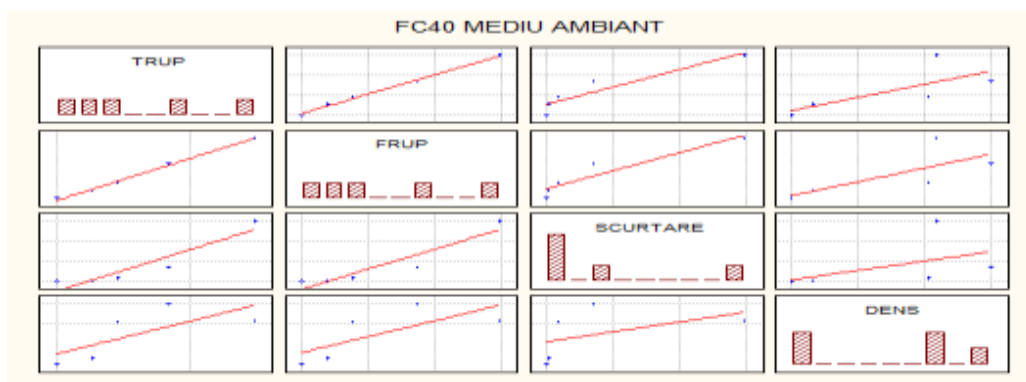 FC40 MEDIU AMBIANT
TRUP
FRUP
SCURTARE
DENS